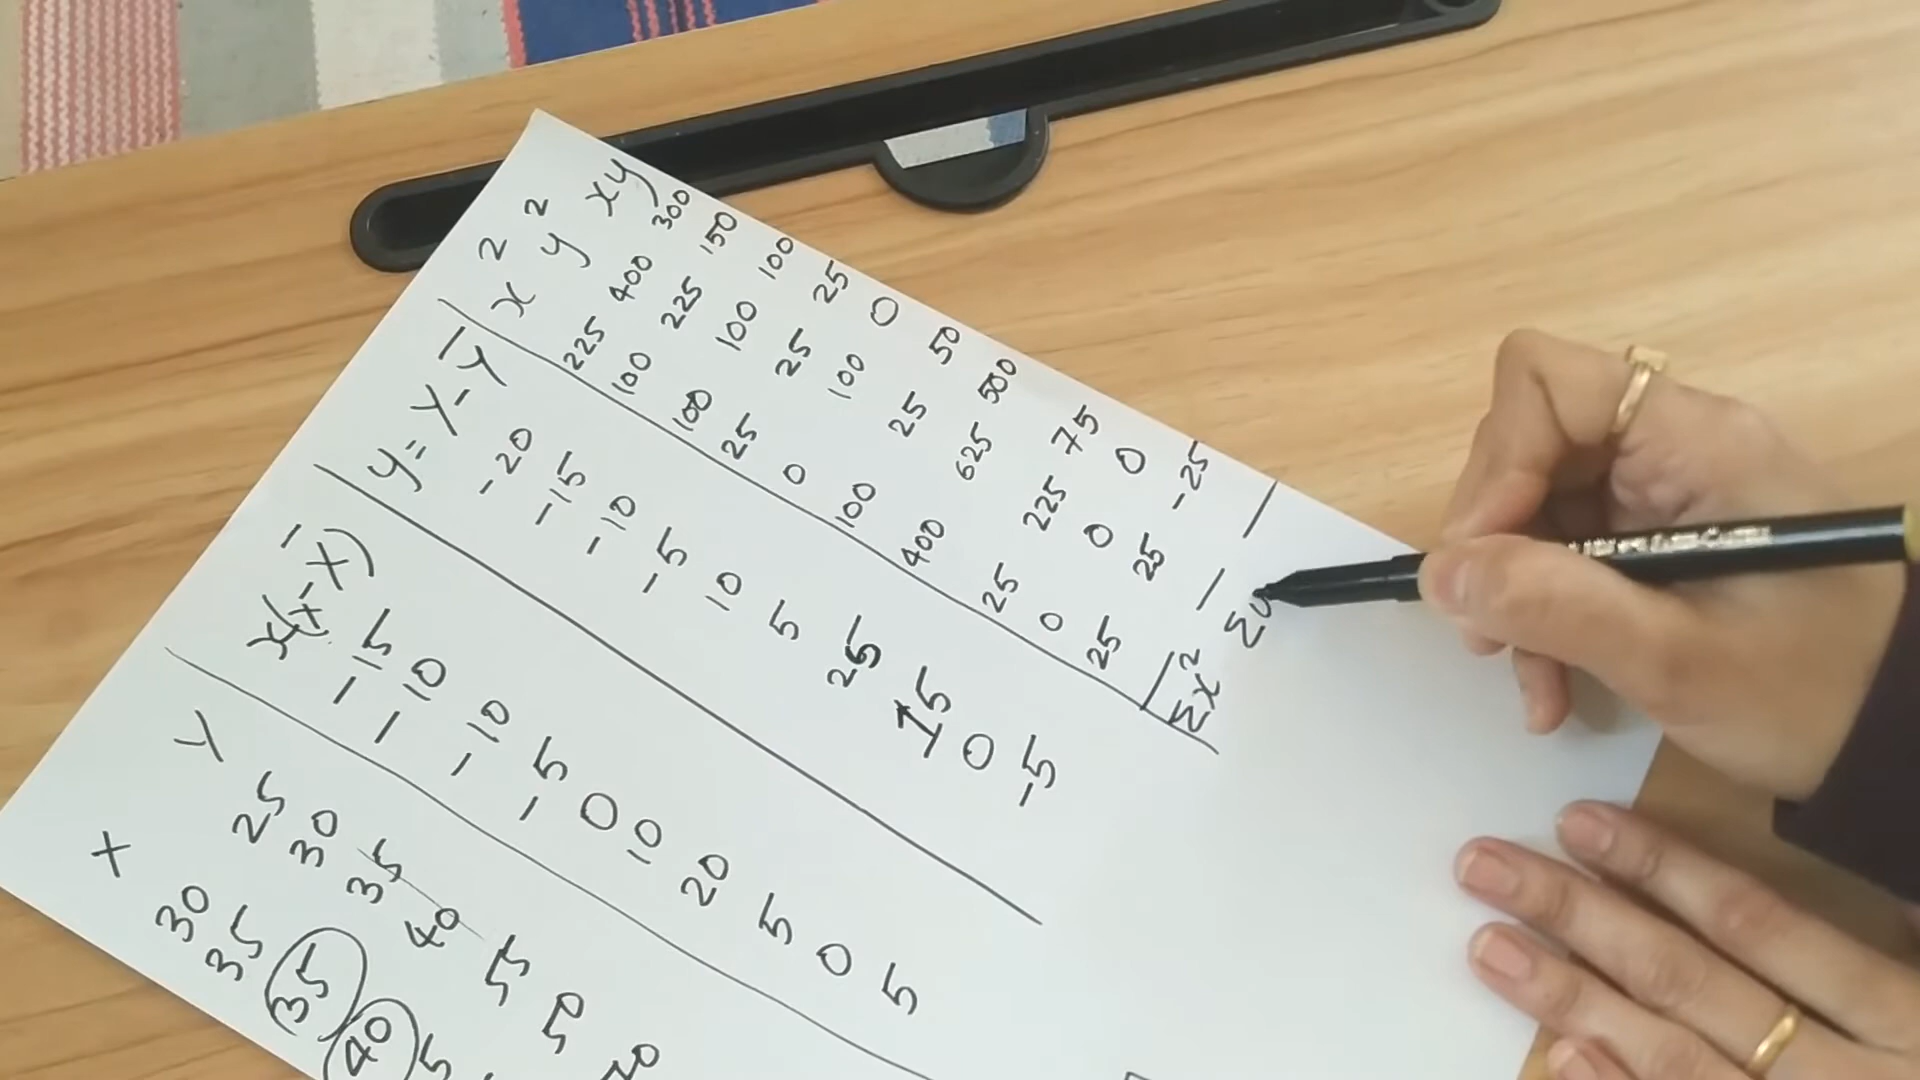 X Y x(x-X̄) y=Y-Ȳ x² y² xy
30 25 -15 -20 225 400 300
35 30 -10 -15 100 225 150
35 35 -10 -10 100 100 100
40 40 -5 -5 25 25 25
55 0 10 0 100 0
50 10 5 100 25 50
70 20 25 400 625 500
5 15 25 225 75
0 0 0 0 0
5 -5 25 25 -25
Σx² Σ